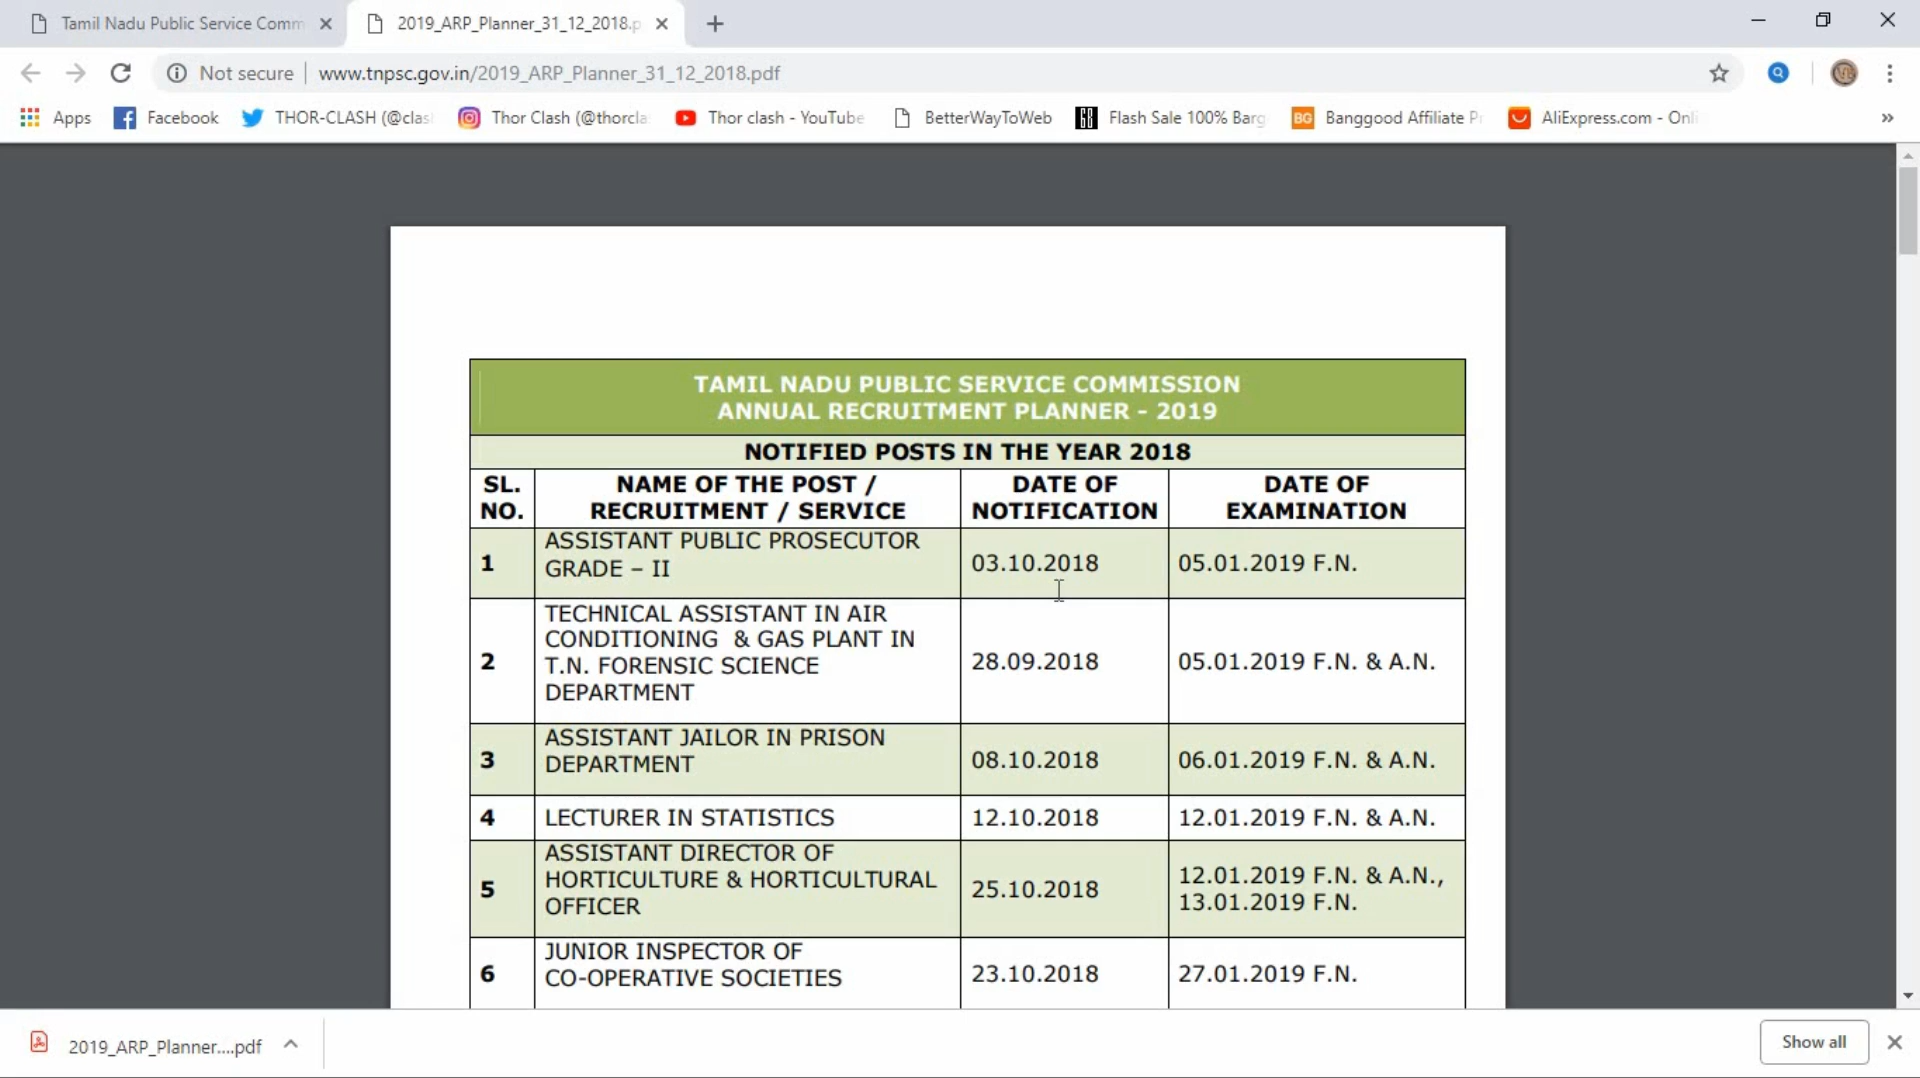 Tamil Nadu Public Service Comm
2019_ARP_Planner_31_12_2018.p
Not secure
www.tnpsc.gov.in/2019_ARP_Planner_31_12_2018.pdf
Apps
Facebook
THOR-CLASH (@clas
Thor Clash (@thorcla
Thor clash - YouTube
BetterWayToWeb
Flash Sale 100% Barg
BG
Banggood Affiliate P
AliExpress.com - Onli
TAMIL NADU PUBLIC SERVICE COMMISSION
ANNUAL RECRUITMENT PLANNER - 2019
NOTIFIED POSTS IN THE YEAR 2018
SL.
NO.
NAME OF THE POST /
RECRUITMENT / SERVICE
DATE OF
NOTIFICATION
DATE OF
EXAMINATION
1
ASSISTANT PUBLIC PROSECUTOR
GRADE – II
03.10.2018
05.01.2019 F.N.
2
TECHNICAL ASSISTANT IN AIR
CONDITIONING & GAS PLANT IN
T.N. FORENSIC SCIENCE
DEPARTMENT
28.09.2018
05.01.2019 F.N. & A.N.
3
ASSISTANT JAILOR IN PRISON
DEPARTMENT
08.10.2018
06.01.2019 F.N. & A.N.
4
LECTURER IN STATISTICS
12.10.2018
12.01.2019 F.N. & A.N.
5
ASSISTANT DIRECTOR OF
HORTICULTURE & HORTICULTURAL
OFFICER
25.10.2018
12.01.2019 F.N. & A.N.,
13.01.2019 F.N.
6
JUNIOR INSPECTOR OF
CO-OPERATIVE SOCIETIES
23.10.2018
27.01.2019 F.N.
2019_ARP_Planner....pdf
Show all